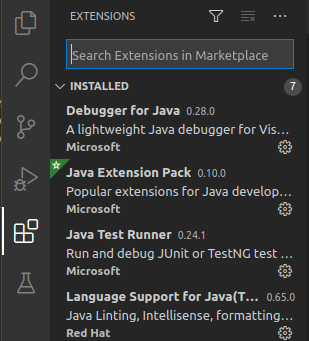 EXTENSIONS
Search Extensions in Marketplace
INSTALLED 7
Debugger for Java 0.28.0
A lightweight Java debugger for Vis...
Microsoft
Java Extension Pack 0.10.0
Popular extensions for Java develop...
Microsoft
Java Test Runner 0.24.1
Run and debug JUnit or TestNG test ...
Microsoft
Language Support for Java(T... 0.65.0
Java Linting, Intellisense, formatting...
Red Hat